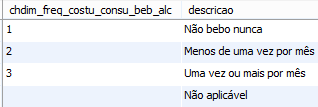 chdim_freq_costu_consu_beb_alc descricao
1 Não bebo nunca
2 Menos de uma vez por mês
3 Uma vez ou mais por mês
Não aplicável